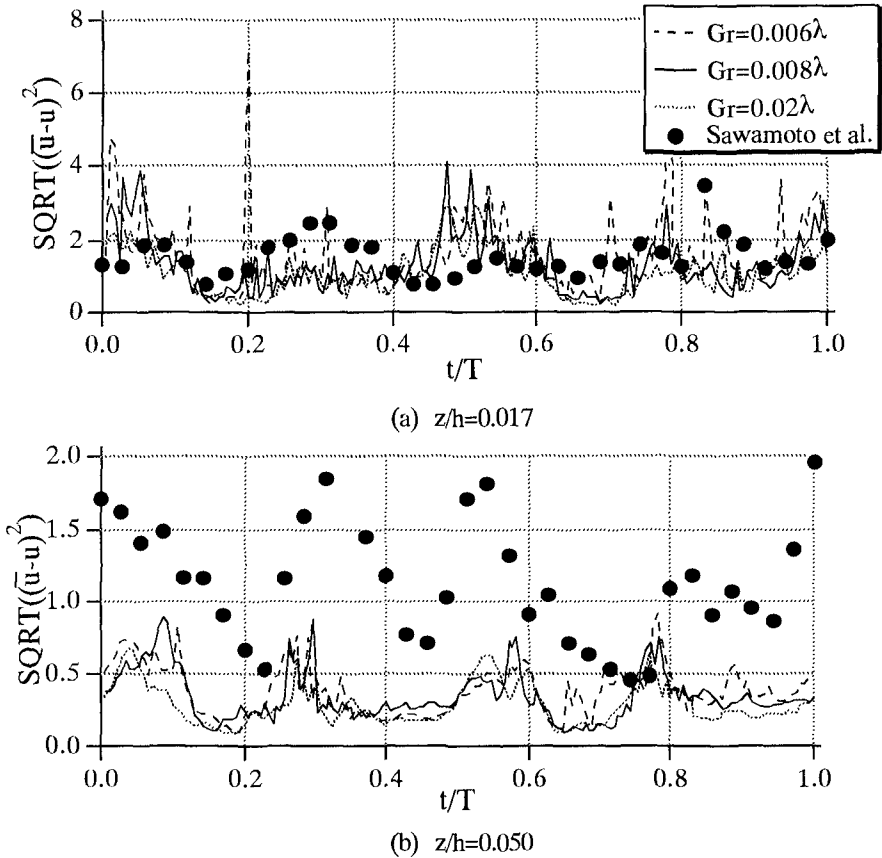 8
6
4
2
0
SQRT((u̅-u)²
Gr=0.006λ
Gr=0.008λ
Gr=0.02λ
Sawamoto et al.
0.0 0.2 0.4 0.6 0.8 1.0
t/T
(a) z/h=0.017
2.0
1.5
1.0
0.5
0.0
SQRT((u̅-u)²
0.0 0.2 0.4 0.6 0.8 1.0
t/T
(b) z/h=0.050